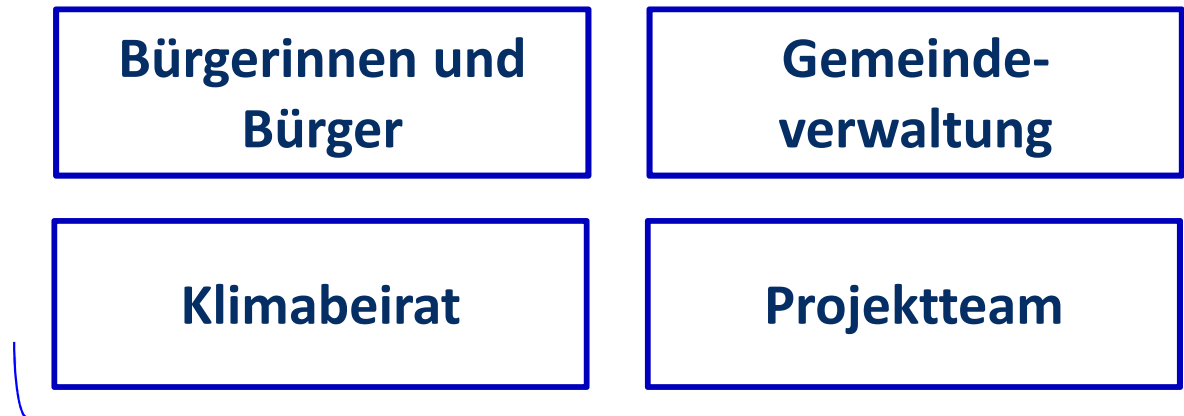 Bürgerinnen und
Bürger
Gemeinde-
verwaltung
Klimabeirat
Projektteam